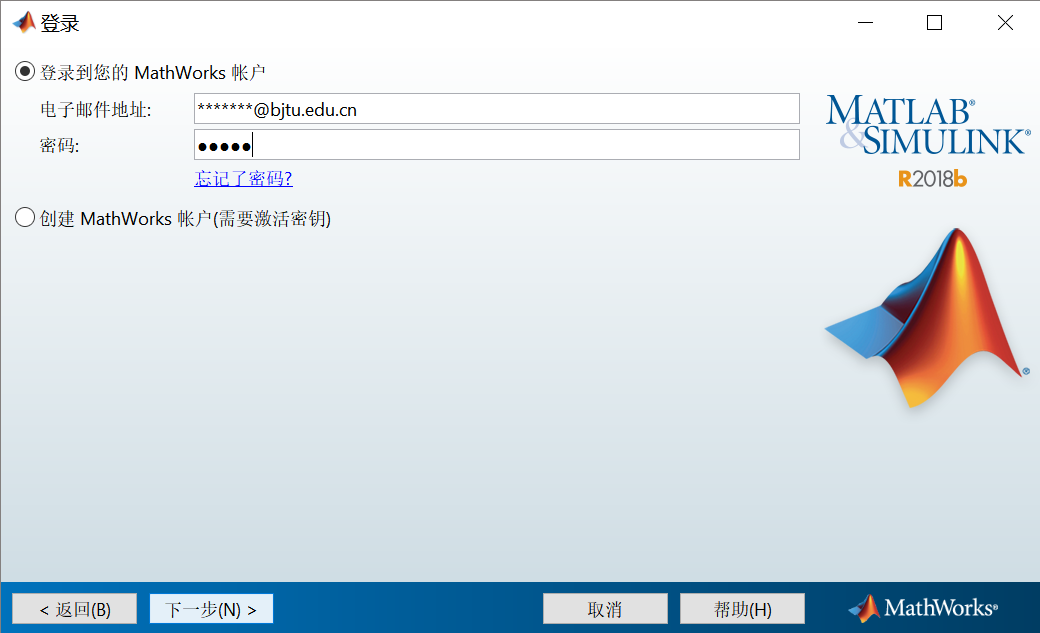 登录
登录到您的 MathWorks 帐户
电子邮件地址: *******@bjtu.edu.cn
密码: ●●●●●
忘记了密码?
创建 MathWorks 帐户(需要激活密钥)
MATLAB®
&SIMULINK®
R2018b
®
< 返回(B)
下一步(N) >
取消
帮助(H)
MathWorks®